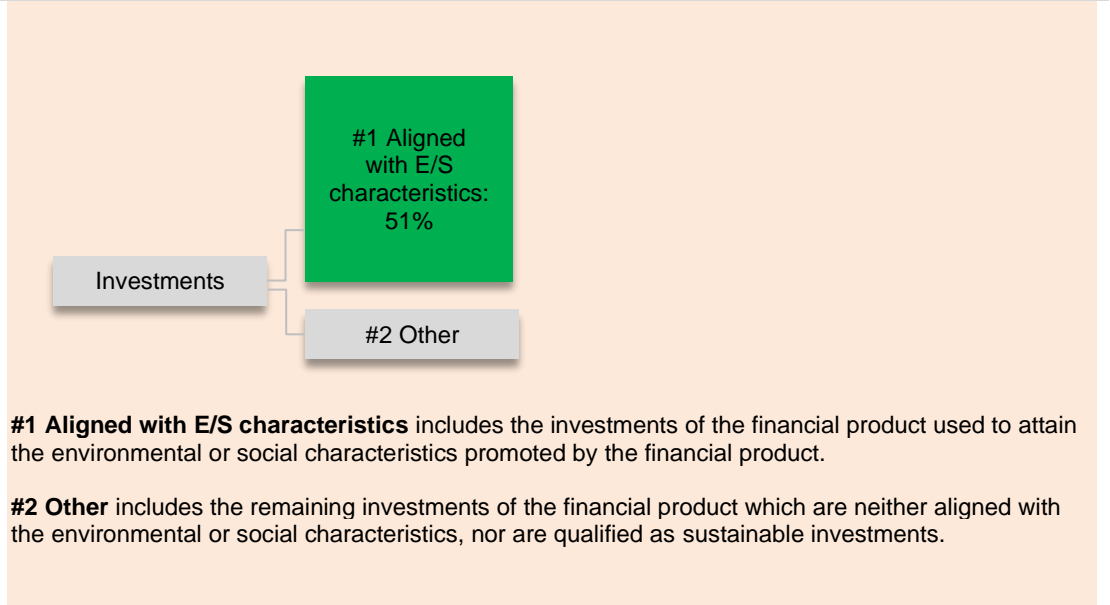 #1 Aligned
with E/S
characteristics:
51%
Investments
#2 Other
#1 Aligned with E/S characteristics includes the investments of the financial product used to attain
the environmental or social characteristics promoted by the financial product.
#2 Other includes the remaining investments of the financial product which are neither aligned with
the environmental or social characteristics, nor are qualified as sustainable investments.